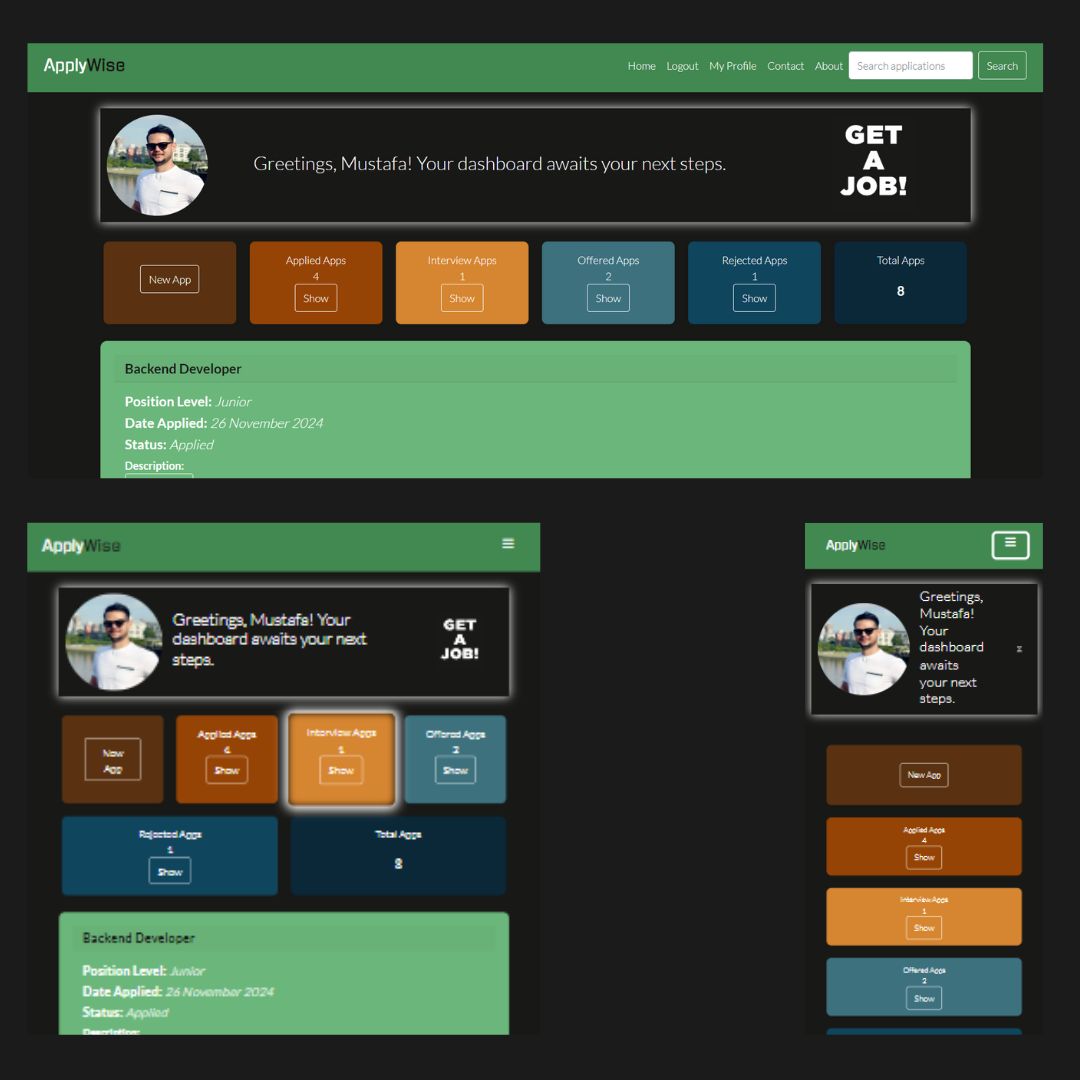 ApplyWise
Home Logout My Profile Contact About Search applications Search
Greetings, Mustafa! Your dashboard awaits your next steps.
GET
A
JOB!
New App
Applied Apps
4
Show
Interview Apps
1
Show
Offered Apps
2
Show
Rejected Apps
1
Show
Total Apps
8
Backend Developer
Position Level: Junior
Date Applied: 26 November 2024
Status: Applied
Description:
ApplyWise
Greetings, Mustafa! Your
dashboard awaits your next
steps.
GET
A
JOB!
New
App
Applied Apps
4
Show
Interview Apps
1
Show
Offered Apps
2
Show
Rejected Apps
1
Show
Total Apps
8
Backend Developer
Position Level: Junior
Date Applied: 26 November 2024
Status: Applied
Description:
ApplyWise
Greetings,
Mustafa!
Your
dashboard
awaits
your next
steps.
New App
Applied Apps
4
Show
Interview Apps
1
Show
Offered Apps
2
Show